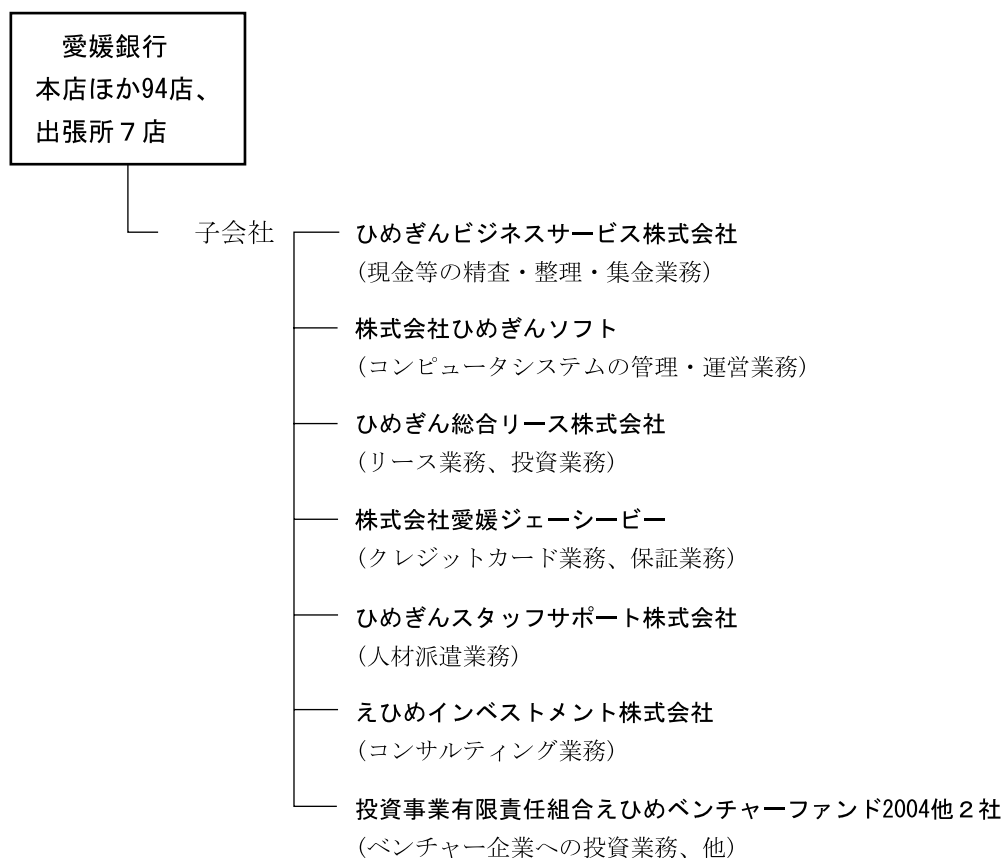 愛媛銀行
本店ほか94店、
出張所７店
子会社
ひめぎんビジネスサービス株式会社
（現金等の精査・整理・集金業務）
株式会社ひめぎんソフト
（コンピュータシステムの管理・運営業務）
ひめぎん総合リース株式会社
（リース業務、投資業務）
株式会社愛媛ジェーシービー
（クレジットカード業務、保証業務）
ひめぎんスタッフサポート株式会社
（人材派遣業務）
えひめインベストメント株式会社
（コンサルティング業務）
投資事業有限責任組合えひめベンチャーファンド2004他２社
（ベンチャー企業への投資業務、他）